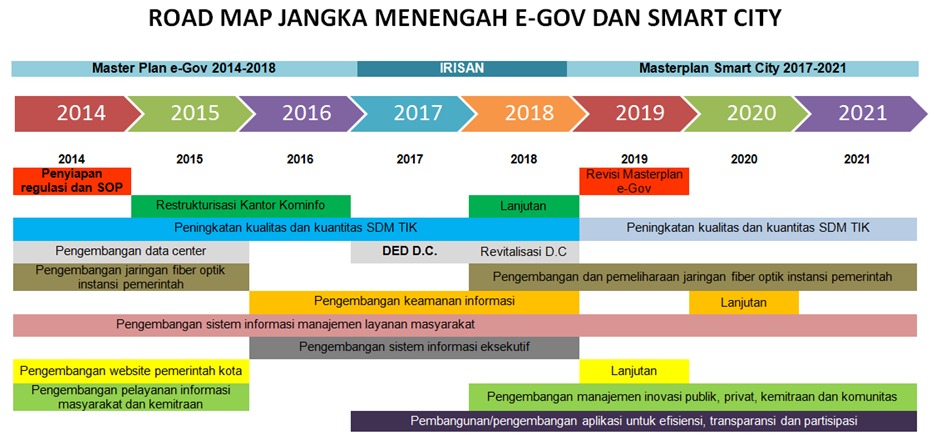 ROAD MAP JANGKA MENENGAH E-GOV DAN SMART CITY
Master Plan e-Gov 2014-2018
IRISAN
Masterplan Smart City 2017-2021
2014
2015
2016
2017
2018
2019
2020
2021
2014
2015
2016
2017
2018
2019
2020
2021
Penyiapan
regulasi dan SOP
Revisi Masterplan
e-Gov
Restrukturisasi Kantor Kominfo
Lanjutan
Peningkatan kualitas dan kuantitas SDM TIK
Peningkatan kualitas dan kuantitas SDM TIK
Pengembangan data center
DED D.C.
Revitalisasi D.C
Pengembangan jaringan fiber optik
instansi pemerintah
Pengembangan dan pemeliharaan jaringan fiber optik instansi pemerintah
Pengembangan keamanan informasi
Lanjutan
Pengembangan sistem informasi manajemen layanan masyarakat
Pengembangan sistem informasi eksekutif
Pengembangan website pemerintah kota
Lanjutan
Pengembangan pelayanan informasi
masyarakat dan kemitraan
Pengembangan manajemen inovasi publik, privat, kemitraan dan komunitas
Pembangunan/pengembangan aplikasi untuk efisiensi, transparansi dan partisipasi